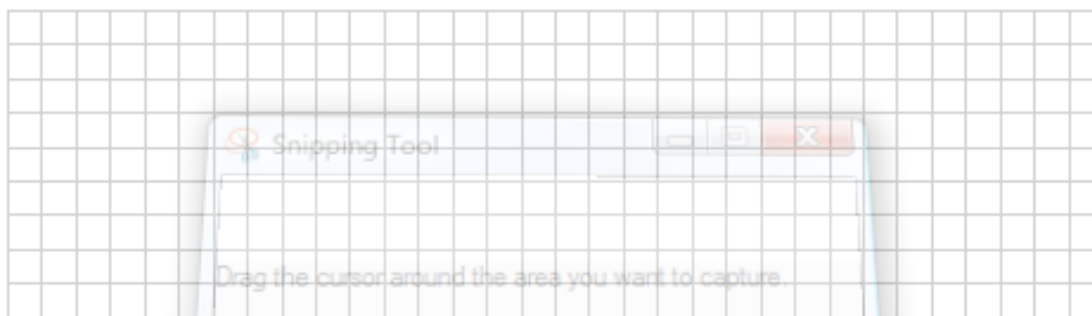 Snipping Tool
Drag the cursor around the area you want to capture.